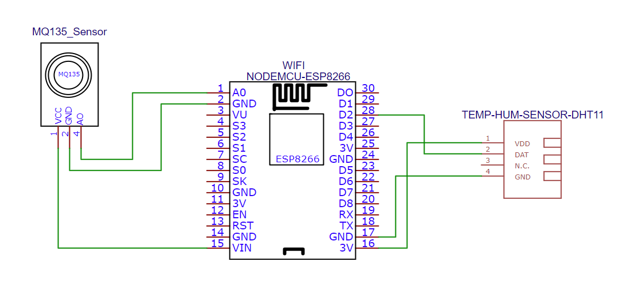 MQ135_Sensor
MQ135
VCC
GND
AO
1
2
4
WIFI
NODEMCU-ESP8266
ESP8266
1 A0
2 GND
3 VU
4 S3
5 S2
6 S1
7 SC
8 S0
9 SK
10 GND
11 3V
12 EN
13 RST
14 GND
15 VIN
DO 30
D1 29
D2 28
D3 27
D4 26
3V 25
GND 24
D5 23
D6 22
D7 21
D8 20
RX 19
TX 18
GND 17
3V 16
TEMP-HUM-SENSOR-DHT11
1 VDD
2 DAT
3 N.C.
4 GND